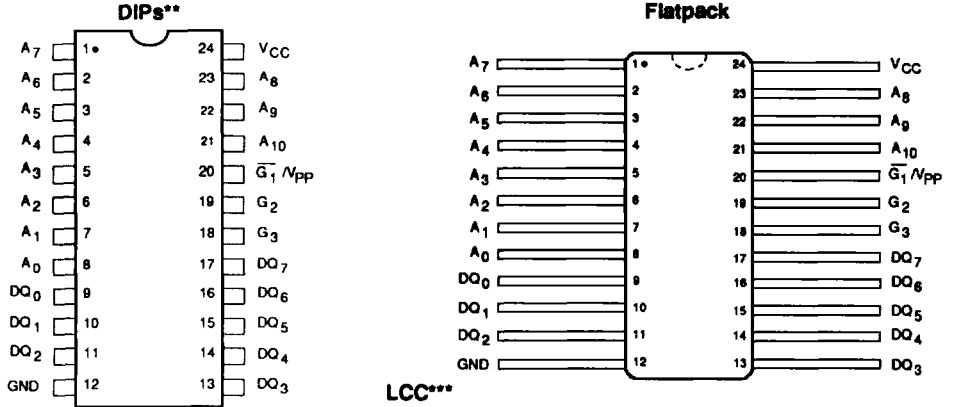 DIPs**
A7 1 24 VCC
A6 2 23 A8
A5 3 22 A9
A4 4 21 A10
A3 5 20 G1/VPP
A2 6 19 G2
A1 7 18 G3
A0 8 17 DQ7
DQ0 9 16 DQ6
DQ1 10 15 DQ5
DQ2 11 14 DQ4
GND 12 13 DQ3
Flatpack
A7 1 24 VCC
A6 2 23 A8
A5 3 22 A9
A4 4 21 A10
A3 5 20 G1/VPP
A2 6 19 G2
A1 7 18 G3
A0 8 17 DQ7
DQ0 9 16 DQ6
DQ1 10 15 DQ5
DQ2 11 14 DQ4
GND 12 13 DQ3
LCC***